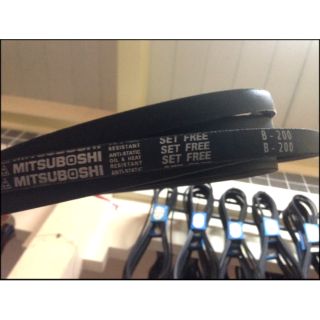 RESISTANT SET FREE B-200
MITSUBOSHI ANTI-STATIC OIL & HEAT RESISTANT SET FREE B-200
MITSUBOSHI ANTI-STATIC SET FREE